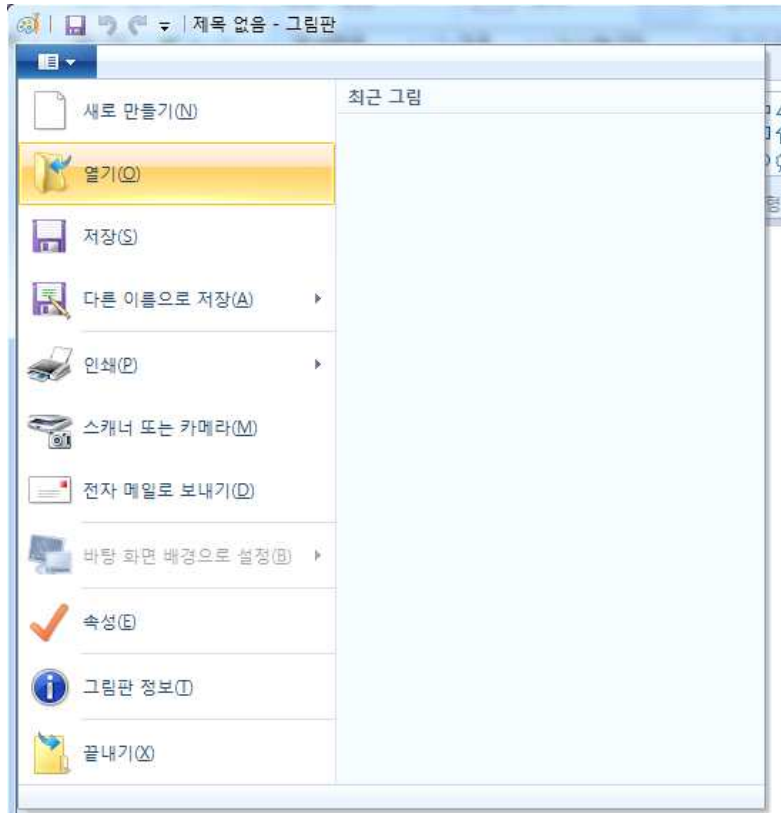 제목 없음 - 그림판
최근 그림
새로 만들기(N)
열기(O)
저장(S)
다른 이름으로 저장(A)
인쇄(P)
스캐너 또는 카메라(M)
전자 메일로 보내기(D)
바탕 화면 배경으로 설정(B)
속성(E)
그림판 정보(T)
끝내기(X)
형